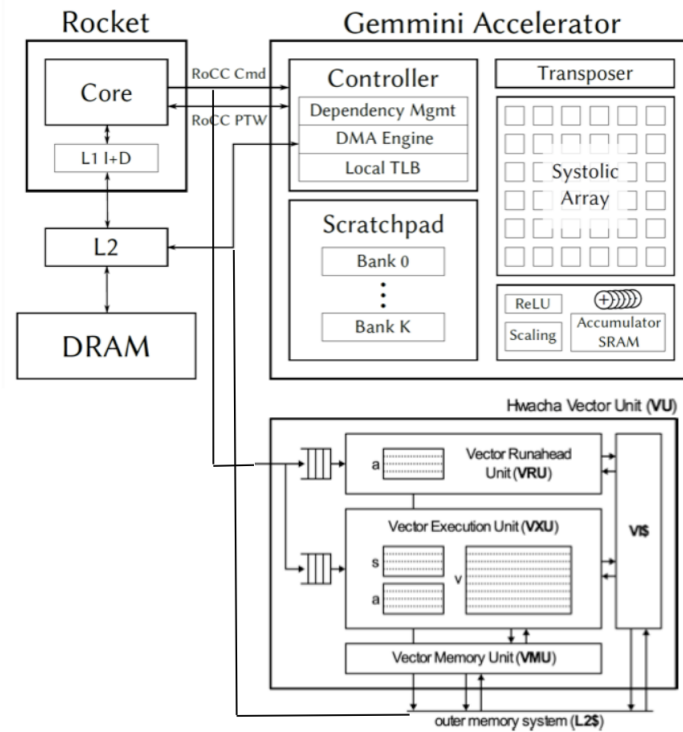 Rocket
Gemmini Accelerator
Core
L1 I+D
L2
DRAM
RoCC Cmd
RoCC PTW
Controller
Dependency Mgmt
DMA Engine
Local TLB
Scratchpad
Bank 0
Bank K
Transposer
Systolic
Array
ReLU
Scaling
+
Accumulator
SRAM
Hwacha Vector Unit (VU)
a
Vector Runahead
Unit (VRU)
Vector Execution Unit (VXU)
s
v
a
VI$
Vector Memory Unit (VMU)
outer memory system (L2$)